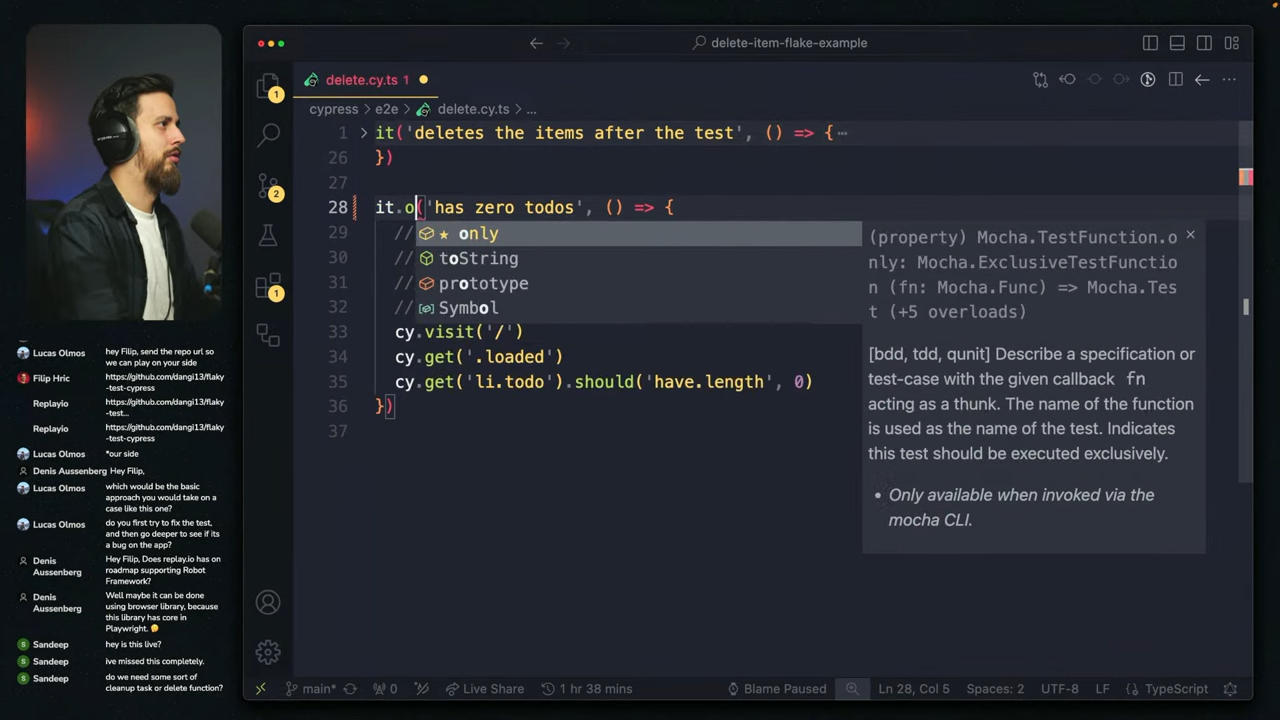 delete-item-flake-example
delete.cy.ts 1
cypress > e2e > delete.cy.ts > ...
1 it('deletes the items after the test', () => { ...
26 })
27
28 it.o('has zero todos', () => {
29 //
30 //
31 //
32 //
33 cy.visit('/')
34 cy.get('.loaded')
35 cy.get('li.todo').should('have.length', 0)
36 })
37
★ only
toString
prototype
Symbol
(property) Mocha.TestFunction.o
nly: Mocha.ExclusiveTestFunctio
n (fn: Mocha.Func) => Mocha.Tes
t (+5 overloads)
[bdd, tdd, qunit] Describe a specification or
test-case with the given callback fn
acting as a thunk. The name of the function
is used as the name of the test. Indicates
this test should be executed exclusively.
• Only available when invoked via the
mocha CLI.
1
2
1
Lucas Olmos hey Filip, send the repo url so
we can play on your side
Filip Hric https://github.com/dangi13/flaky
-test-cypress
Replayio https://github.com/dangi13/flaky
-test...
Replayio https://github.com/dangi13/flaky
-test-cypress
Lucas Olmos *our side
Denis Aussenberg Hey Filip,
Lucas Olmos which would be the basic
approach you would take on a
case like this one?
Lucas Olmos do you first try to fix the test,
and then go deeper to see if its
a bug on the app?
Denis Aussenberg Hey Filip, Does replay.io has on
roadmap supporting Robot
Framework?
Denis Aussenberg Well maybe it can be done
using browser library, because
this library has core in
Playwright. 🤔
S Sandeep hey is this live?
S Sandeep ive missed this completely.
S Sandeep do we need some sort of
cleanup task or delete function?
main* 0 Live Share 1 hr 38 mins Blame Paused Ln 28, Col 5 Spaces: 2 UTF-8 LF {} TypeScript